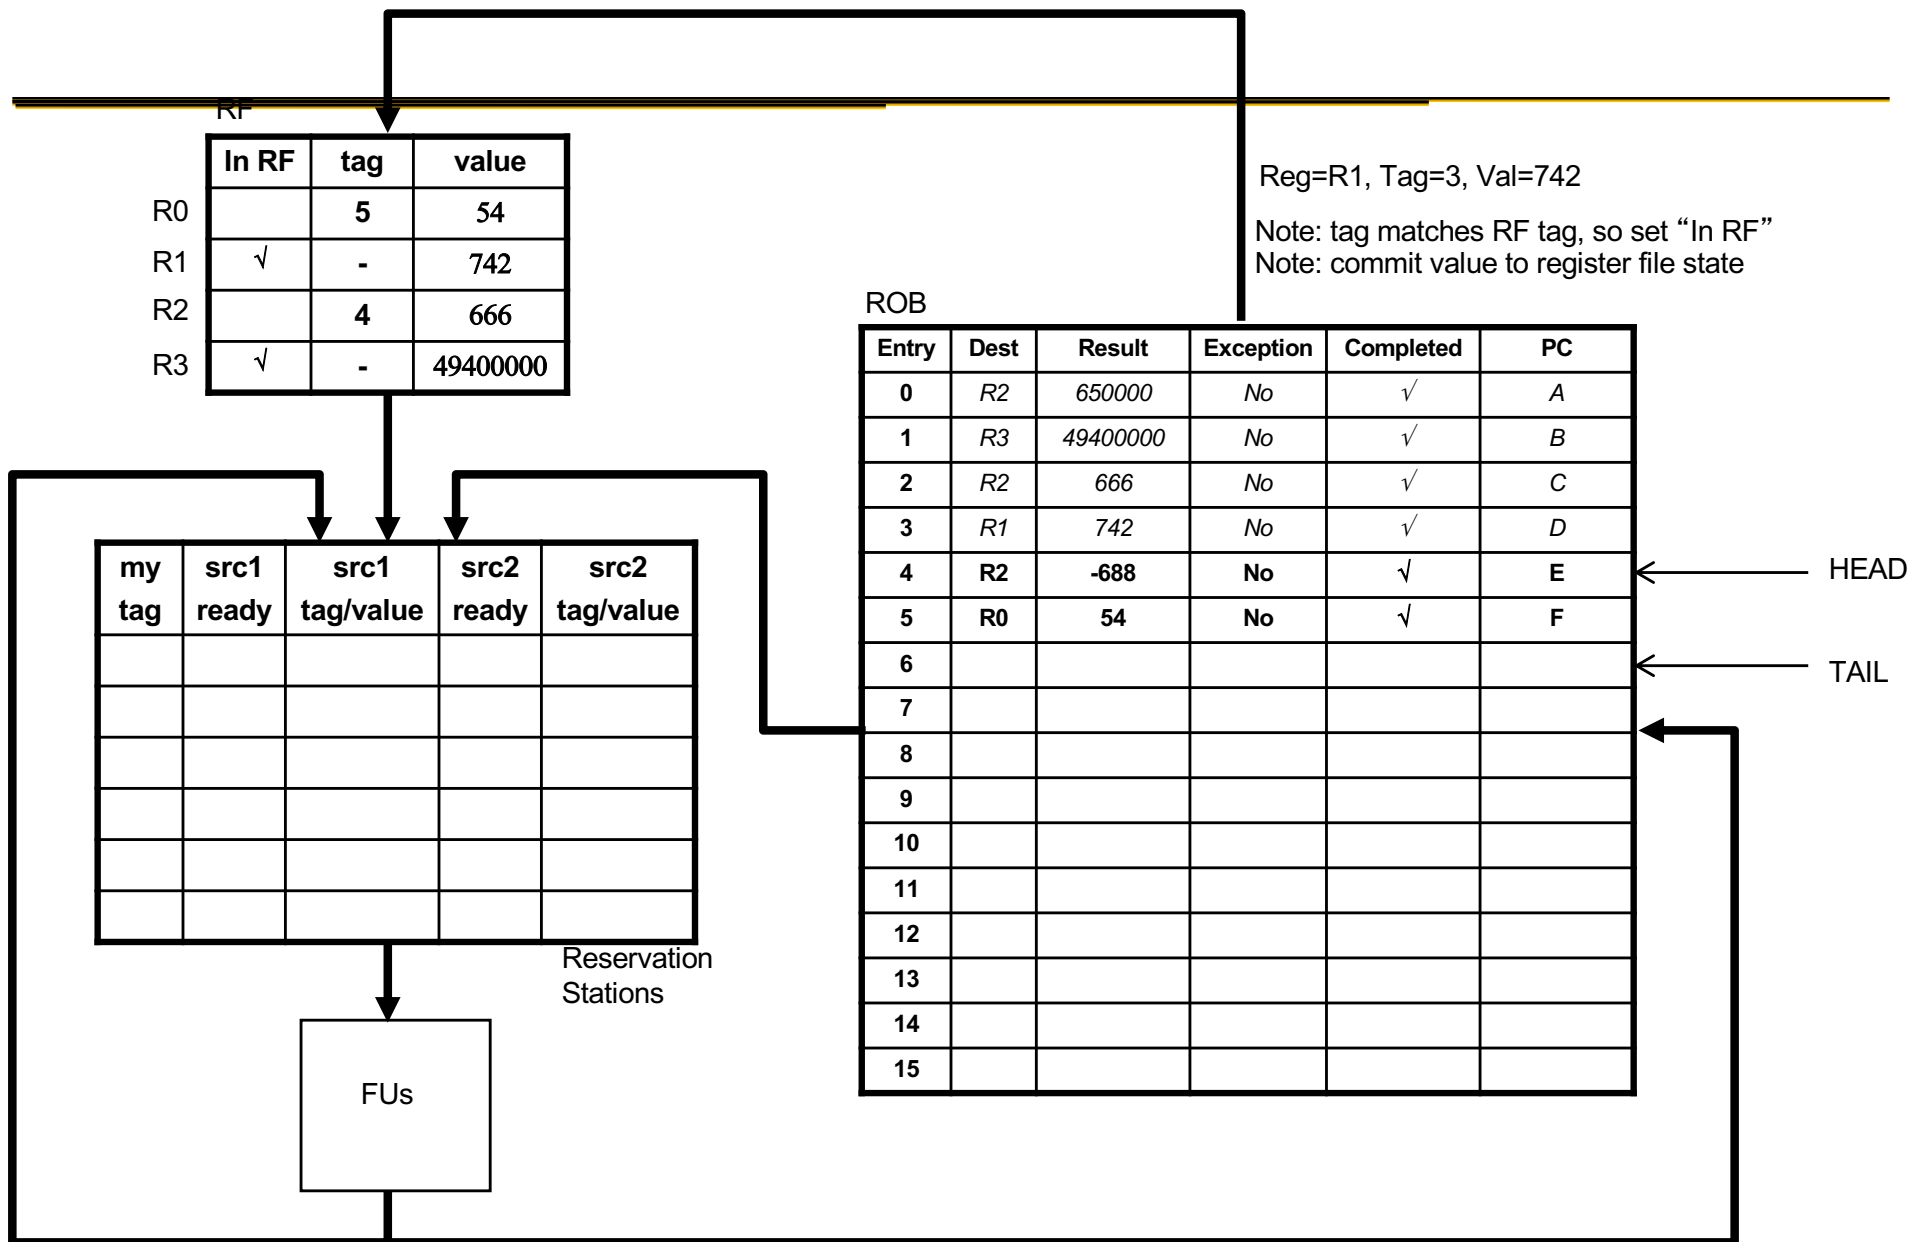 RF
In RF tag value
R0 5 54
R1 √ - 742
R2 4 666
R3 √ - 49400000
Reg=R1, Tag=3, Val=742
Note: tag matches RF tag, so set “In RF”
Note: commit value to register file state
ROB
Entry Dest Result Exception Completed PC
0 R2 650000 No √ A
1 R3 49400000 No √ B
2 R2 666 No √ C
3 R1 742 No √ D
4 R2 -688 No √ E
HEAD
5 R0 54 No √ F
6
TAIL
7
8
9
10
11
12
13
14
15
my src1 src1 src2 src2
tag ready tag/value ready tag/value
Reservation
Stations
FUs